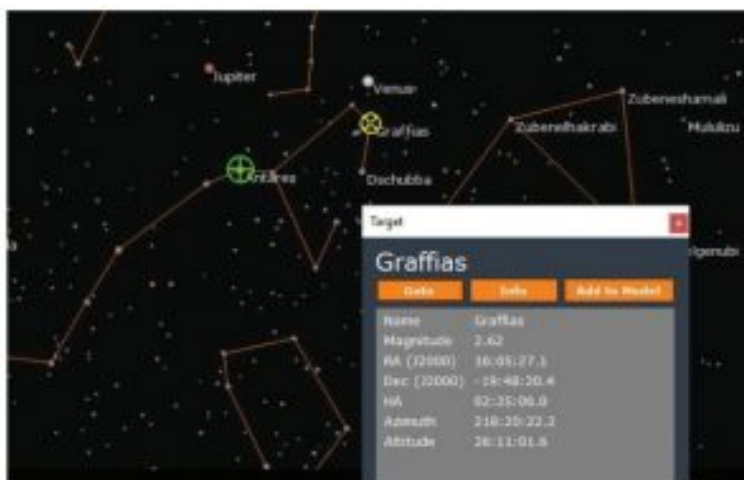 Jupiter
Venus
Graffias
Zubeneshamali
Zubenelhakrabi
Antares
Dschubba
Target
Graffias
Goto Info Add to Model
Name Graffias
Magnitude 2.62
RA (J2000) 16:05:27.1
Dec (J2000) -19:48:20.4
HA 02:25:00.0
Azimuth 218:20:22.2
Altitude 26:11:01.6